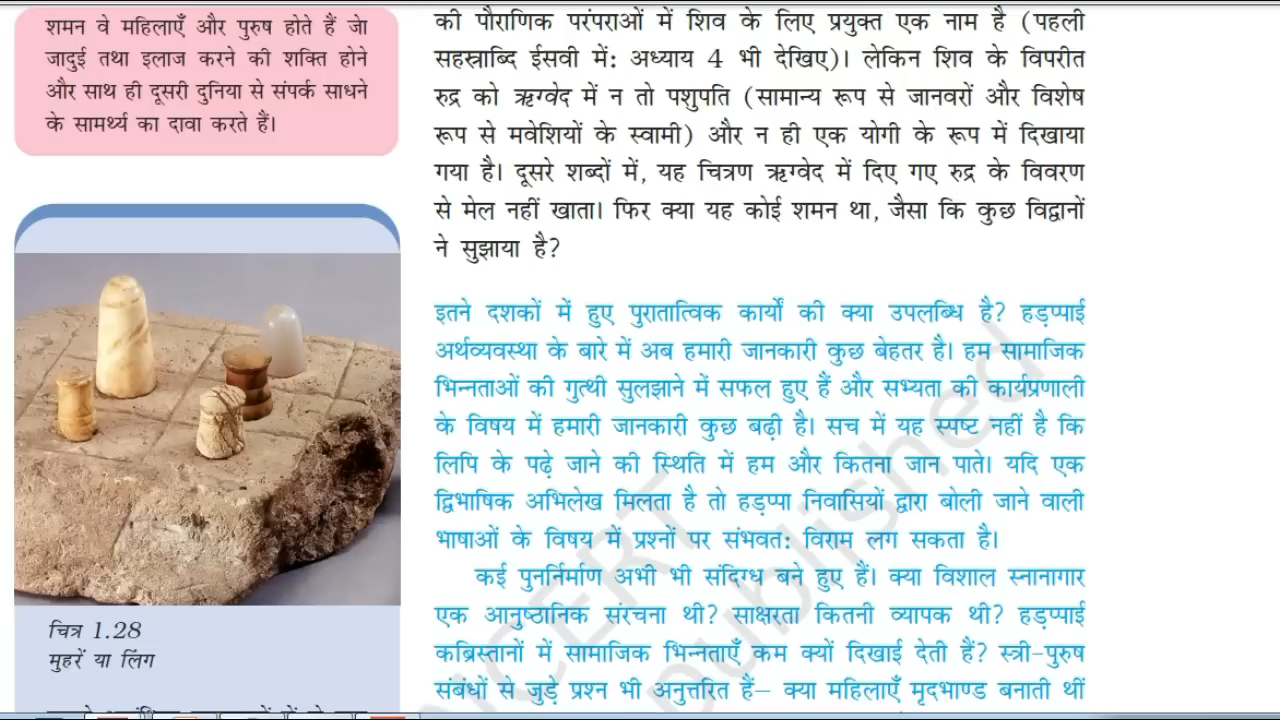 शमन वे महिलाएँ और पुरुष होते हैं जो
जादुई तथा इलाज करने की शक्ति होने
और साथ ही दूसरी दुनिया से संपर्क साधने
के सामर्थ्य का दावा करते हैं।
चित्र 1.28
मुहरें या लिंग
की पौराणिक परंपराओं में शिव के लिए प्रयुक्त एक नाम है (पहली
सहस्राब्दि ईसवी में: अध्याय 4 भी देखिए)। लेकिन शिव के विपरीत
रुद्र को ऋग्वेद में न तो पशुपति (सामान्य रूप से जानवरों और विशेष
रूप से मवेशियों के स्वामी) और न ही एक योगी के रूप में दिखाया
गया है। दूसरे शब्दों में, यह चित्रण ऋग्वेद में दिए गए रुद्र के विवरण
से मेल नहीं खाता। फिर क्या यह कोई शमन था, जैसा कि कुछ विद्वानों
ने सुझाया है?
इतने दशकों में हुए पुरातात्विक कार्यों की क्या उपलब्धि है? हड़प्पाई
अर्थव्यवस्था के बारे में अब हमारी जानकारी कुछ बेहतर है। हम सामाजिक
भिन्नताओं की गुत्थी सुलझाने में सफल हुए हैं और सभ्यता की कार्यप्रणाली
के विषय में हमारी जानकारी कुछ बढ़ी है। सच में यह स्पष्ट नहीं है कि
लिपि के पढ़े जाने की स्थिति में हम और कितना जान पाते। यदि एक
द्विभाषिक अभिलेख मिलता है तो हड़प्पा निवासियों द्वारा बोली जाने वाली
भाषाओं के विषय में प्रश्नों पर संभवत: विराम लग सकता है।
कई पुनर्निर्माण अभी भी संदिग्ध बने हुए हैं। क्या विशाल स्नानागार
एक आनुष्ठानिक संरचना थी? साक्षरता कितनी व्यापक थी? हड़प्पाई
कब्रिस्तानों में सामाजिक भिन्नताएँ कम क्यों दिखाई देती हैं? स्त्री-पुरुष
संबंधों से जुड़े प्रश्न भी अनुत्तरित हैं– क्या महिलाएँ मृदभाण्ड बनाती थीं
NCERT
published